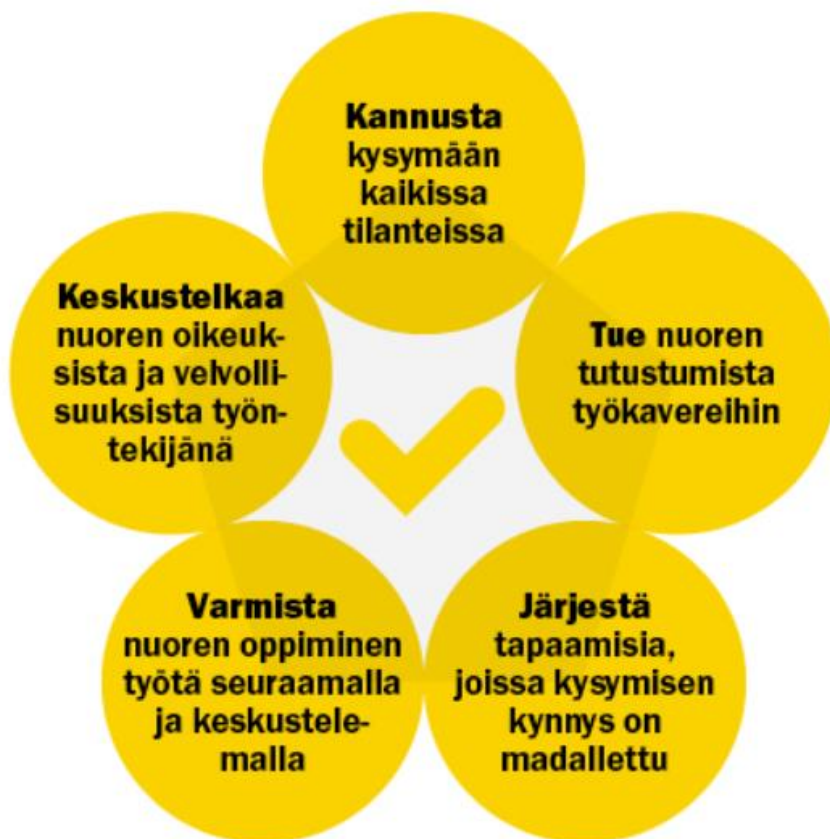 Kannusta
kysymään
kaikissa
tilanteissa
Tue nuoren
tutustumista
työkavereihin
Järjestä
tapaamisia,
joissa kysymisen
kynnys on
madallettu
Varmista
nuoren oppiminen
työtä seuraamalla
ja keskustele-
malla
Keskustelkaa
nuoren oikeuk-
sista ja velvolli-
suuksista työn-
tekijänä